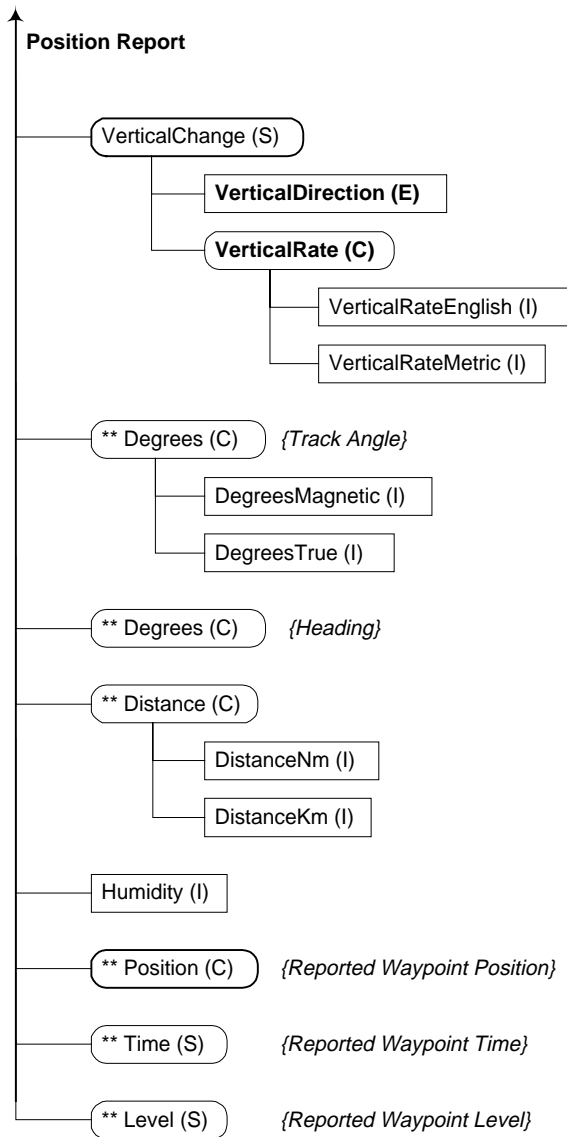 Position Report
VerticalChange (S)
VerticalDirection (E)
VerticalRate (C)
VerticalRateEnglish (I)
VerticalRateMetric (I)
** Degrees (C) {Track Angle}
DegreesMagnetic (I)
DegreesTrue (I)
** Degrees (C) {Heading}
** Distance (C)
DistanceNm (I)
DistanceKm (I)
Humidity (I)
** Position (C) {Reported Waypoint Position}
** Time (S) {Reported Waypoint Time}
** Level (S) {Reported Waypoint Level}